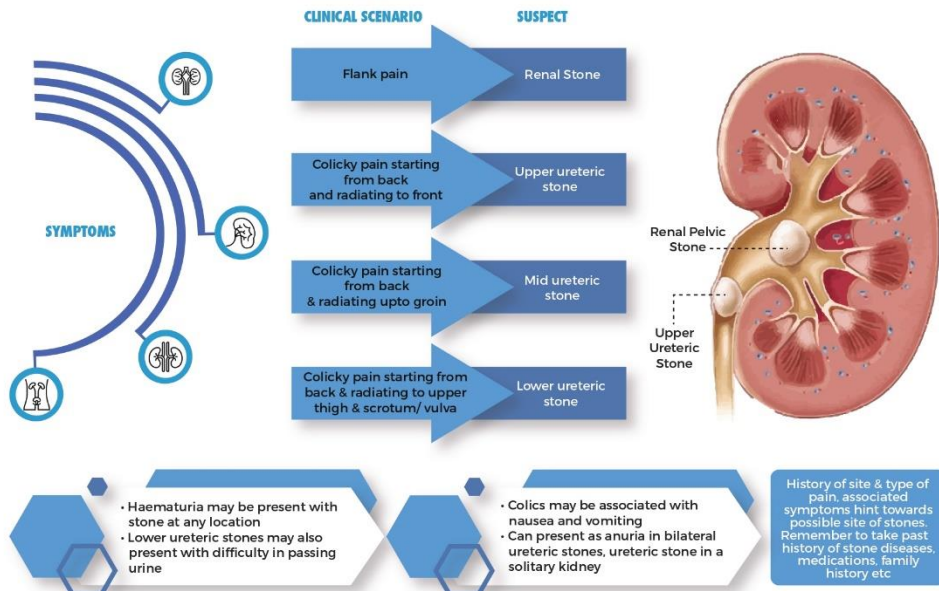 CLINICAL SCENARIO
SUSPECT
SYMPTOMS
Flank pain
Renal Stone
Colicky pain starting
from back
and radiating to front
Upper ureteric
stone
Colicky pain starting
from back
& radiating upto groin
Mid ureteric
stone
Colicky pain starting from
back & radiating to upper
thigh & scrotum/ vulva
Lower ureteric
stone
Renal Pelvic
Stone
Upper
Ureteric
Stone
• Haematuria may be present with
stone at any location
• Lower ureteric stones may also
present with difficulty in passing
urine
• Colics may be associated with
nausea and vomiting
• Can present as anuria in bilateral
ureteric stones, ureteric stone in a
solitary kidney
History of site & type of
pain, associated
symptoms hint towards
possible site of stones.
Remember to take past
history of stone diseases,
medications, family
history etc